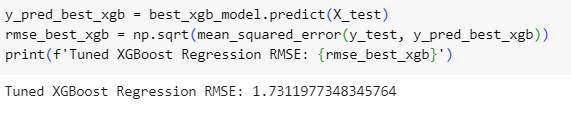 y_pred_best_xgb = best_xgb_model.predict(X_test)
rmse_best_xgb = np.sqrt(mean_squared_error(y_test, y_pred_best_xgb))
print(f'Tuned XGBoost Regression RMSE: {rmse_best_xgb}')
Tuned XGBoost Regression RMSE: 1.7311977348345764